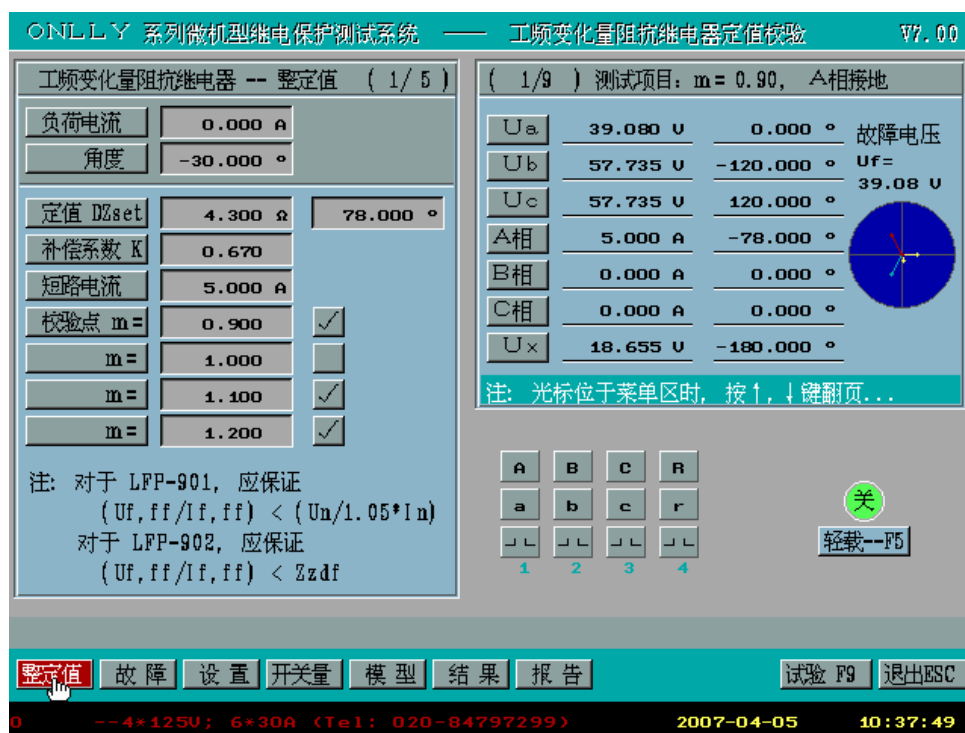 ONLLY 系列微机型继电保护测试系统 —— 工频变化量阻抗继电器定值校验 V7.00
工频变化量阻抗继电器 -- 整定值 ( 1/ 5 )
负荷电流 0.000 A
角度 -30.000 °
定值 DZset 4.300 Ω 78.000 °
补偿系数 K 0.670
短路电流 5.000 A
校验点 m= 0.900 √
m= 1.000
m= 1.100 √
m= 1.200 √
注: 对于 LFP-901, 应保证
(Uf,ff/If,ff) < (Un/1.05*In)
对于 LFP-902, 应保证
(Uf,ff/If,ff) < Zzdf
( 1/9 ) 测试项目: m= 0.90, A相接地
Ua 39.080 V 0.000 °
Ub 57.735 V -120.000 °
Uc 57.735 V 120.000 °
A相 5.000 A -78.000 °
B相 0.000 A 0.000 °
C相 0.000 A 0.000 °
Ux 18.655 V -180.000 °
故障电压
Uf=
39.08 V
注: 光标位于菜单区时, 按↑, ↓键翻页...
A B C R
a b c r
1 2 3 4
关
轻载--F5
整定值 故障 设置 开关量 模型 结果 报告 试验 F9 退出ESC
0 --4*125V; 6*30A (Tel: 020-84797299) 2007-04-05 10:37:49